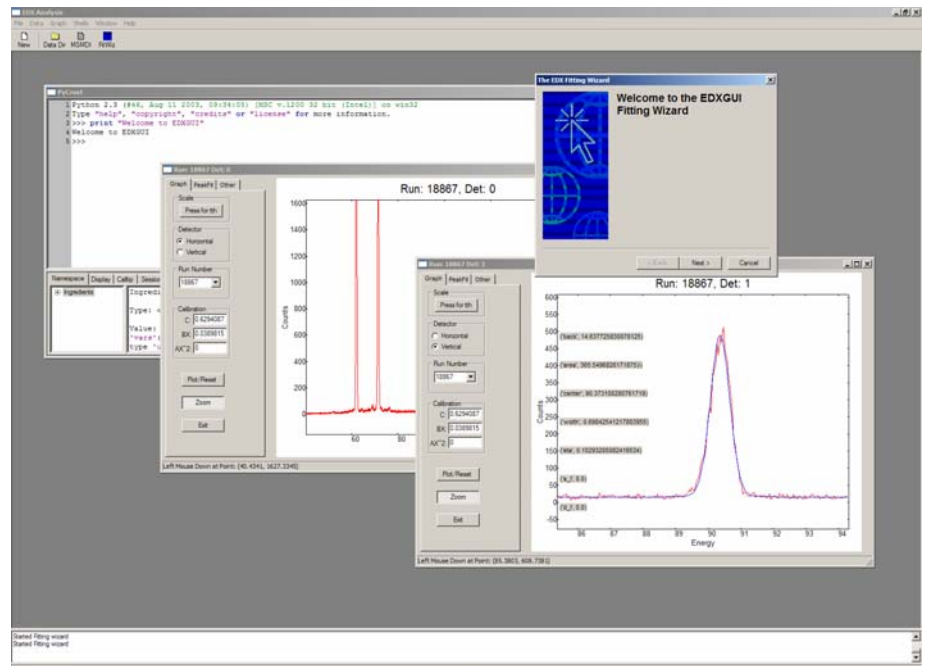 EDX Analysis
File Data Graph Shells Window Help
New Data Dir MSMDI FitWiz
PyCrust
1 Python 2.3 (#46, Aug 11 2003, 09:34:05) [MSC v.1200 32 bit (Intel)] on win32
2 Type "help", "copyright", "credits" or "license" for more information.
3 >>> print "Welcome to EDXGUI"
4 Welcome to EDXGUI
5 >>>
Namespace Display Calltip Session
Ingredients
Type:
Value:
Run: 18867 Det: 0
Graph PeakFit Other
Scale
Press for tth
Detector
Horizontal
Vertical
Run Number
18867
Calibration
C: 0.6294087
BX: 0.0389815
AX^2: 0
Plot/Reset
Zoom
Exit
Run: 18867, Det: 0
Counts
1600
1400
1200
1000
800
600
400
200
0
60 80
Left Mouse Down at Point: (40.4341, 1627.3345)
The EDX Fitting Wizard
Welcome to the EDXGUI
Fitting Wizard
< Back Next > Cancel
Run: 18867 Det: 1
Graph PeakFit Other
Scale
Press for tth
Detector
Horizontal
Vertical
Run Number
18867
Calibration
C: 0.6294087
BX: 0.0389815
AX^2: 0
Plot/Reset
Zoom
Exit
Run: 18867, Det: 1
Counts
600
550
500
450
400
350
300
250
200
150
100
50
0
-50
86 87 88 89 90 91 92 93 94
Energy
Left Mouse Down at Point: (85.3803, 608.7381)
Started Fitting wizard
Started Fitting wizard